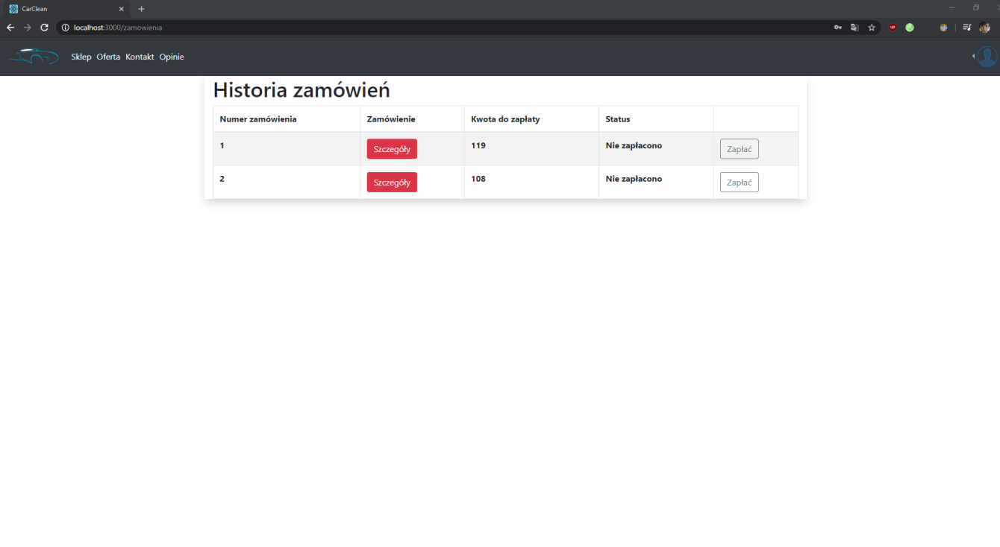 CarClean
localhost:3000/zamowienia
Sklep Oferta Kontakt Opinie
Historia zamówień
Numer zamówienia Zamówienie Kwota do zapłaty Status
1 Szczegóły 119 Nie zapłacono Zapłać
2 Szczegóły 108 Nie zapłacono Zapłać